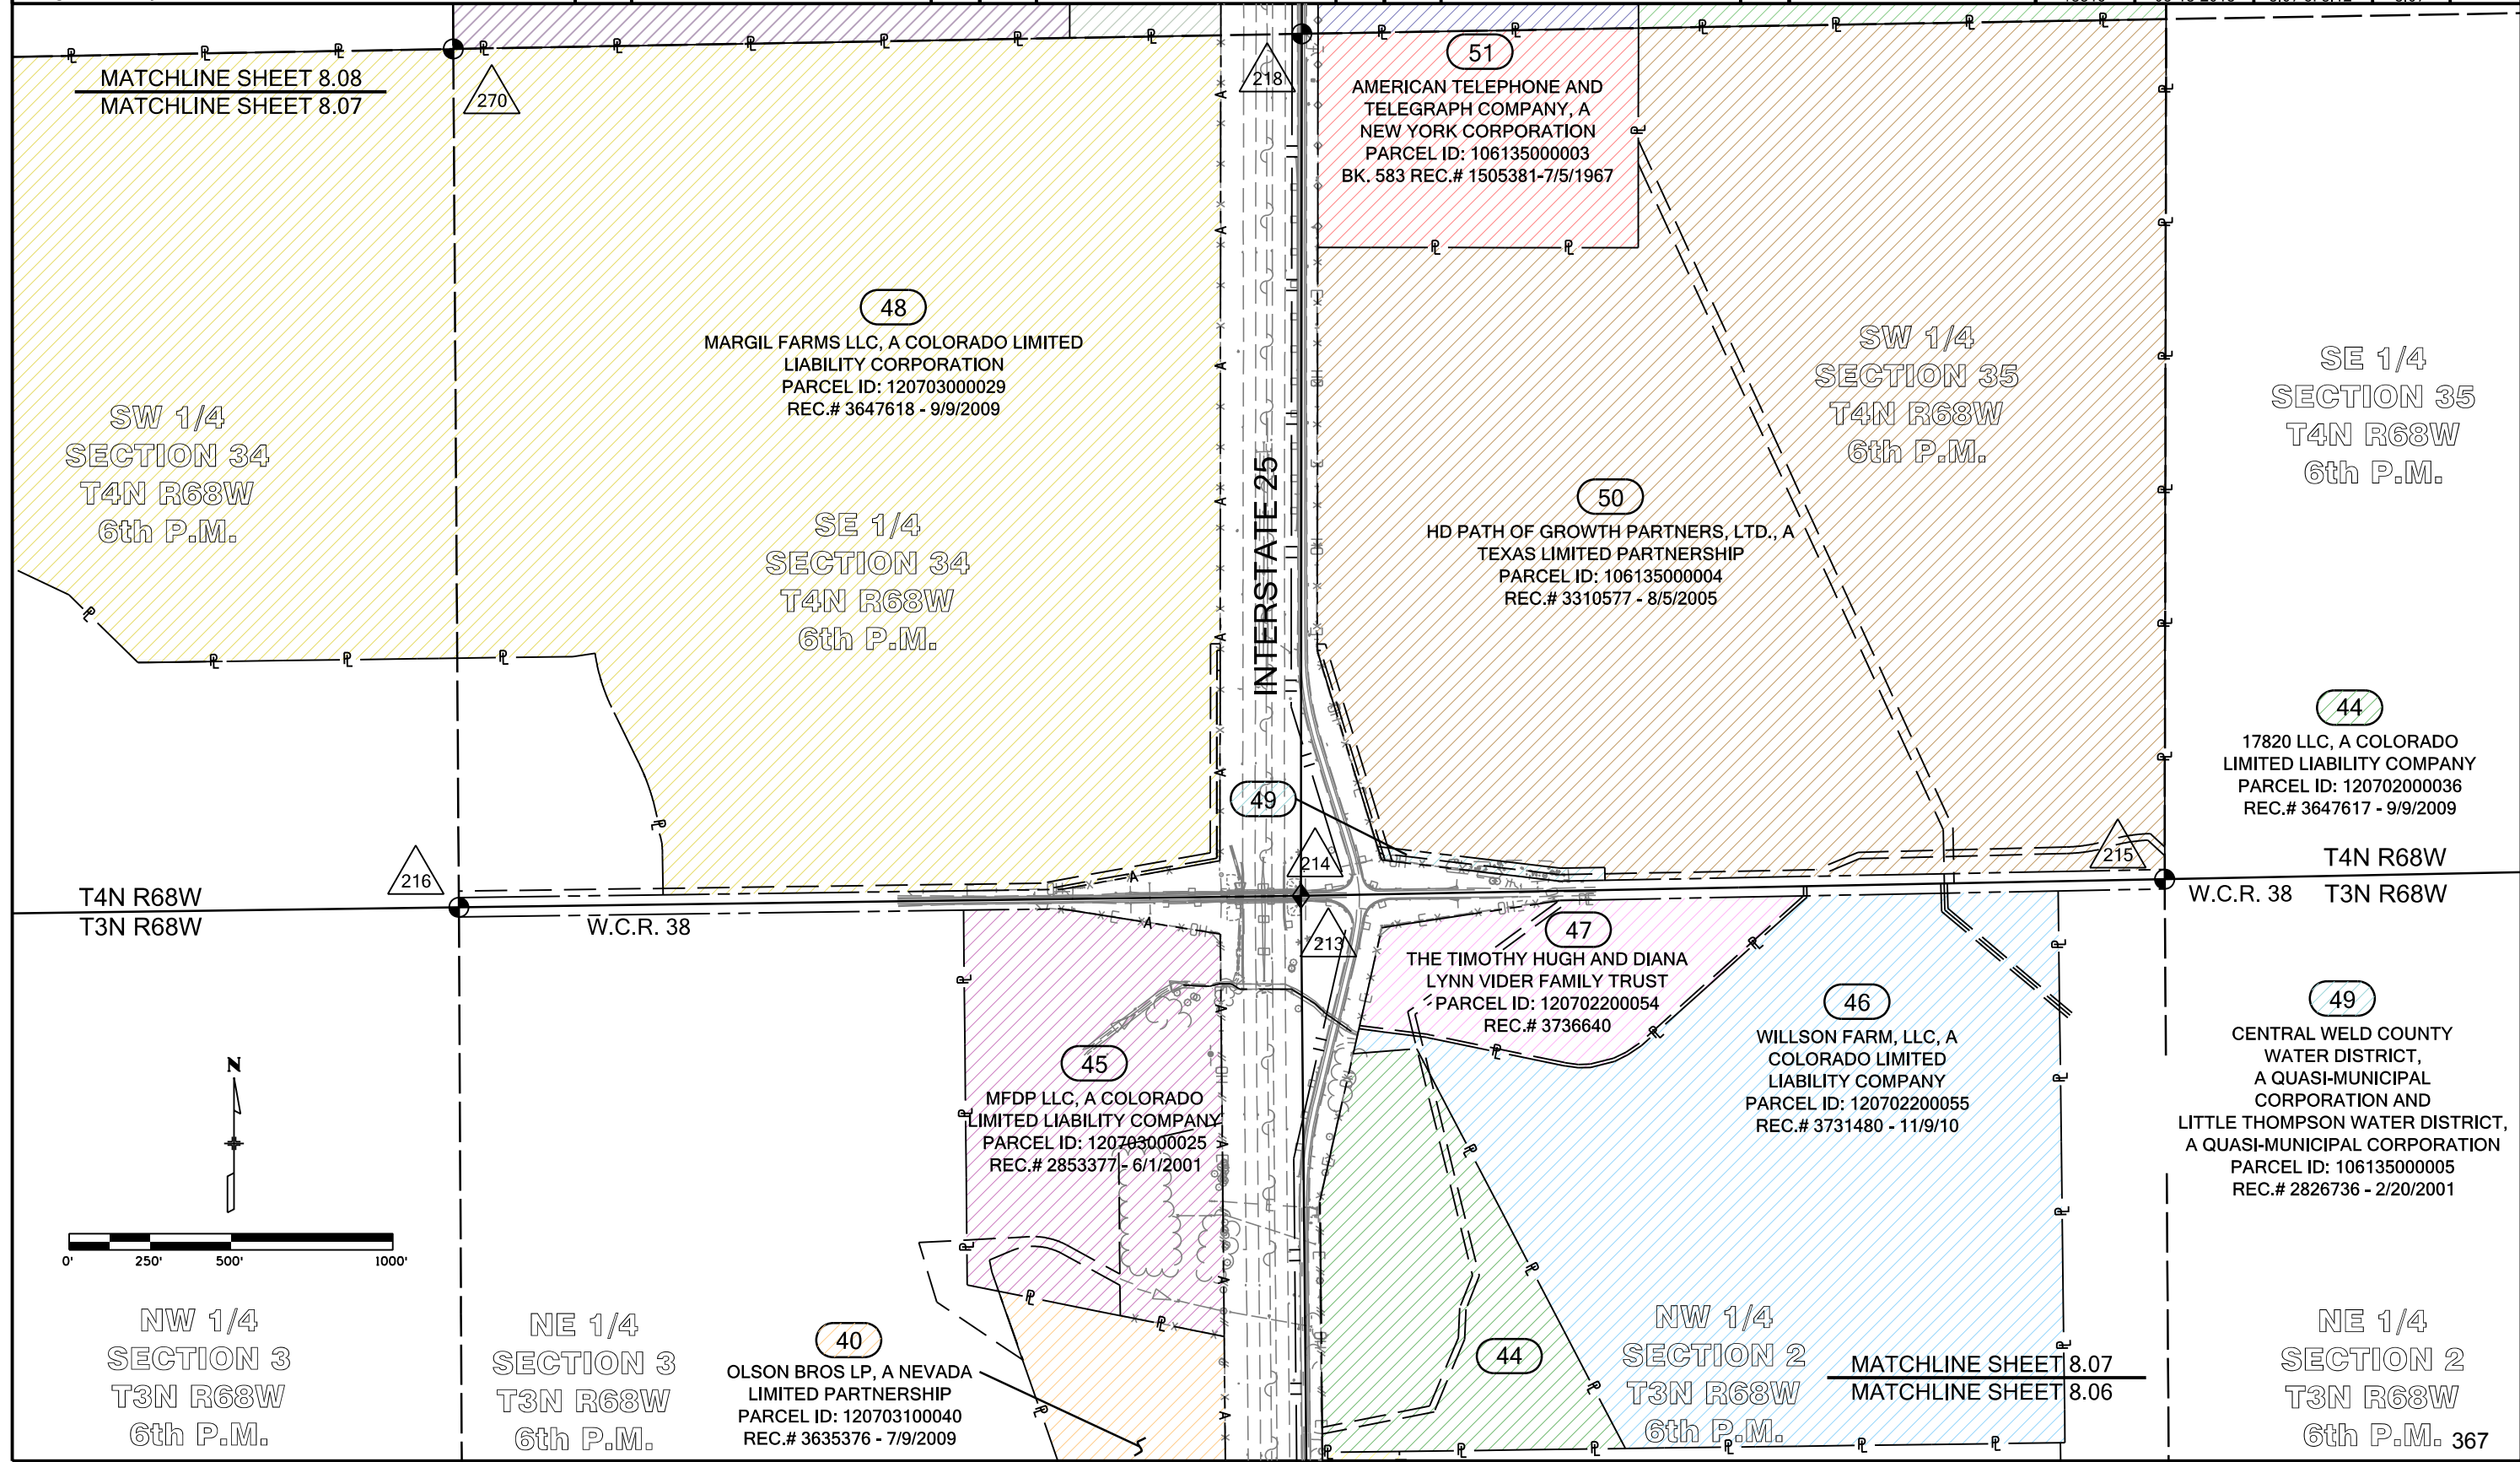 MATCHLINE SHEET 8.08
MATCHLINE SHEET 8.07
270
218
51
AMERICAN TELEPHONE AND
TELEGRAPH COMPANY, A
NEW YORK CORPORATION
PARCEL ID: 106135000003
BK. 583 REC.# 1505381-7/5/1967
48
MARGIL FARMS LLC, A COLORADO LIMITED
LIABILITY CORPORATION
PARCEL ID: 120703000029
REC.# 3647618 - 9/9/2009
SW 1/4
SECTION 34
T4N R68W
6th P.M.
SE 1/4
SECTION 34
T4N R68W
6th P.M.
INTERSTATE 25
SW 1/4
SECTION 35
T4N R68W
6th P.M.
SE 1/4
SECTION 35
T4N R68W
6th P.M.
50
HD PATH OF GROWTH PARTNERS, LTD., A
TEXAS LIMITED PARTNERSHIP
PARCEL ID: 106135000004
REC.# 3310577 - 8/5/2005
44
17820 LLC, A COLORADO
LIMITED LIABILITY COMPANY
PARCEL ID: 120702000036
REC.# 3647617 - 9/9/2009
49
214
215
216
T4N R68W
T3N R68W
W.C.R. 38
T4N R68W
W.C.R. 38
T3N R68W
213
47
THE TIMOTHY HUGH AND DIANA
LYNN VIDER FAMILY TRUST
PARCEL ID: 120702200054
REC.# 3736640
46
WILLSON FARM, LLC, A
COLORADO LIMITED
LIABILITY COMPANY
PARCEL ID: 120702200055
REC.# 3731480 - 11/9/10
49
CENTRAL WELD COUNTY
WATER DISTRICT,
A QUASI-MUNICIPAL
CORPORATION AND
LITTLE THOMPSON WATER DISTRICT,
A QUASI-MUNICIPAL CORPORATION
PARCEL ID: 106135000005
REC.# 2826736 - 2/20/2001
45
MFDP LLC, A COLORADO
LIMITED LIABILITY COMPANY
PARCEL ID: 120703000025
REC.# 2853377 - 6/1/2001
N
0' 250' 500' 1000'
NW 1/4
SECTION 3
T3N R68W
6th P.M.
NE 1/4
SECTION 3
T3N R68W
6th P.M.
40
OLSON BROS LP, A NEVADA
LIMITED PARTNERSHIP
PARCEL ID: 120703100040
REC.# 3635376 - 7/9/2009
44
NW 1/4
SECTION 2
T3N R68W
6th P.M.
MATCHLINE SHEET 8.07
MATCHLINE SHEET 8.06
NE 1/4
SECTION 2
T3N R68W
6th P.M.
367